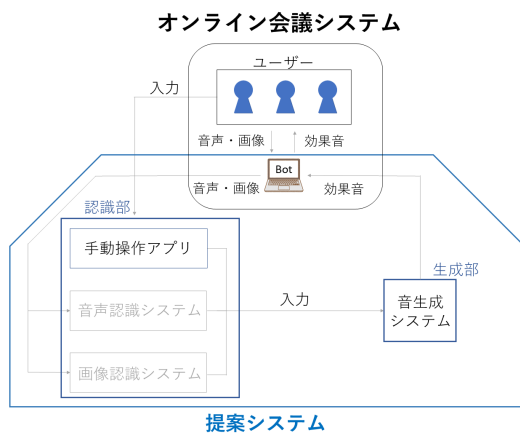 オンライン会議システム
ユーザー
入力
音声・画像
効果音
Bot
音声・画像
効果音
認識部
手動操作アプリ
生成部
音声認識システム
入力
音生成
システム
画像認識システム
提案システム